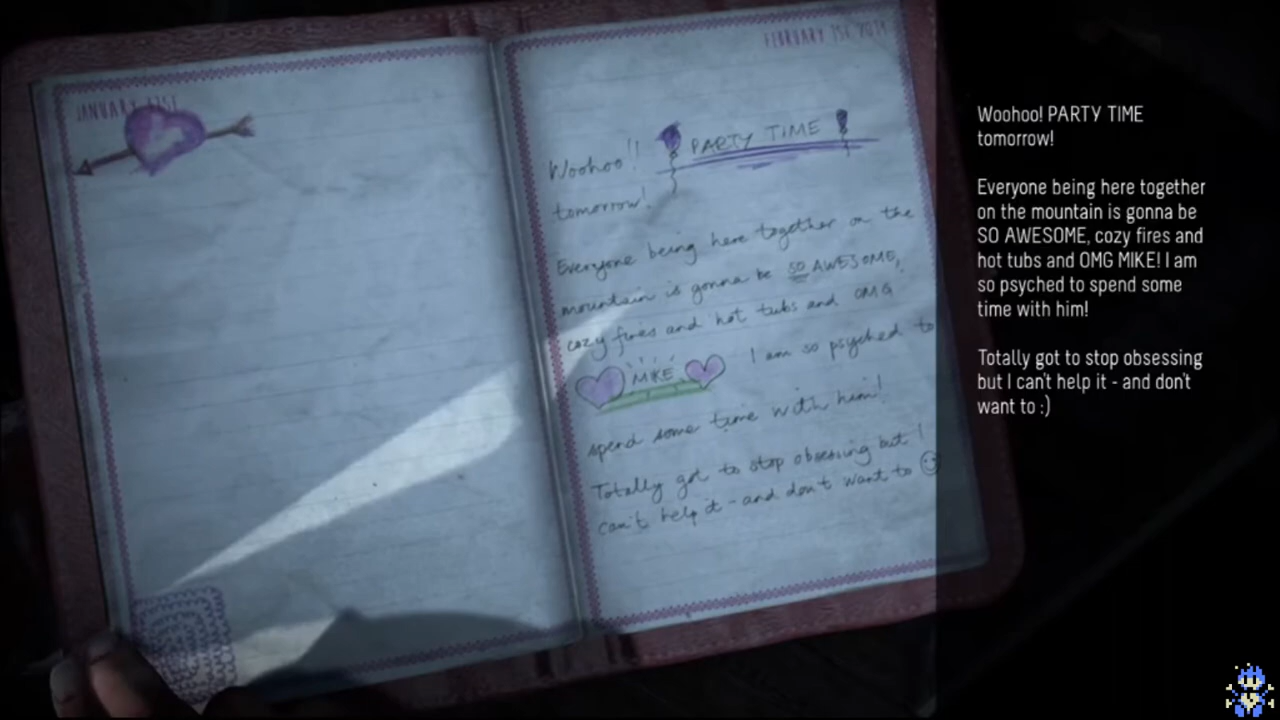 JANUARY 31ST
FEBRUARY 1ST, 2014
Woohoo!! PARTY TIME
tomorrow!
Everyone being here together on the
mountain is gonna be SO AWESOME,
cozy fires and hot tubs and OMG
MIKE I am so psyched to
spend some time with him!
Totally got to stop obsessing but I
can't help it - and don't want to
Woohoo! PARTY TIME
tomorrow!
Everyone being here together
on the mountain is gonna be
SO AWESOME, cozy fires and
hot tubs and OMG MIKE! I am
so psyched to spend some
time with him!
Totally got to stop obsessing
but I can't help it - and don't
want to :)